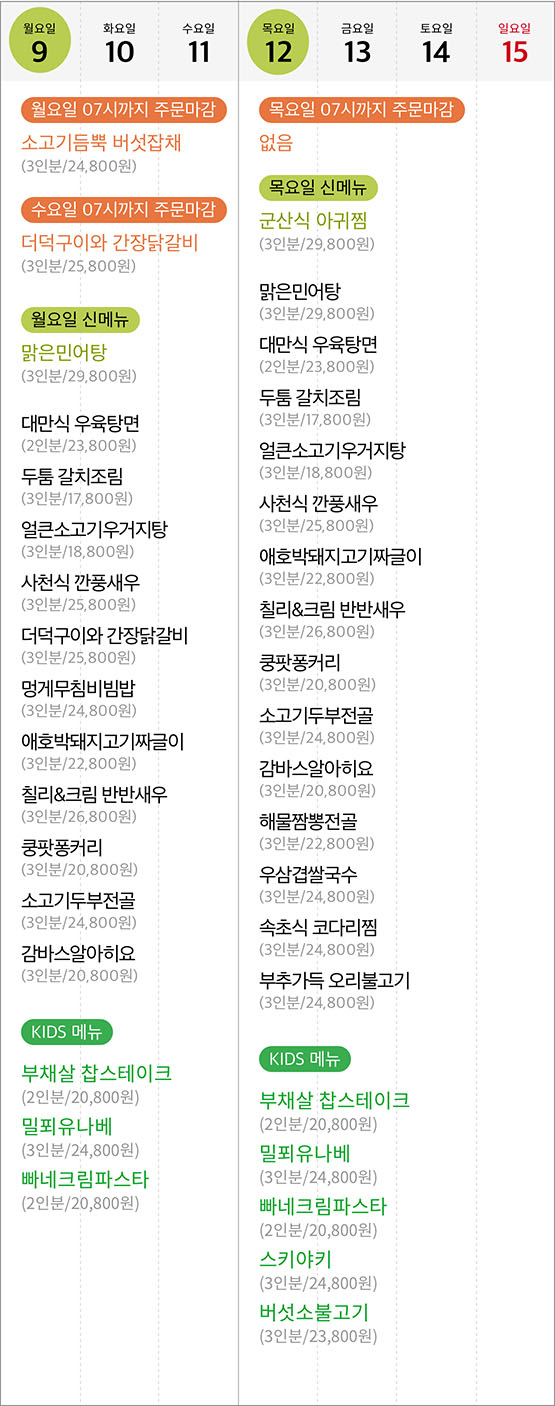 월요일
9
화요일
10
수요일
11
목요일
12
금요일
13
토요일
14
일요일
15
월요일 07시까지 주문마감
소고기듬뿍 버섯잡채
(3인분/24,800원)
수요일 07시까지 주문마감
더덕구이와 간장닭갈비
(3인분/25,800원)
월요일 신메뉴
맑은민어탕
(3인분/29,800원)
대만식 우육탕면
(2인분/23,800원)
두툼 갈치조림
(3인분/17,800원)
얼큰소고기우거지탕
(3인분/18,800원)
사천식 깐풍새우
(3인분/25,800원)
더덕구이와 간장닭갈비
(3인분/25,800원)
멍게무침비빔밥
(3인분/24,800원)
애호박돼지고기짜글이
(3인분/22,800원)
칠리&크림 반반새우
(3인분/26,800원)
쿵팟퐁커리
(3인분/20,800원)
소고기두부전골
(3인분/24,800원)
감바스알아히요
(3인분/20,800원)
KIDS 메뉴
부채살 찹스테이크
(2인분/20,800원)
밀푀유나베
(3인분/24,800원)
빠네크림파스타
(2인분/20,800원)
목요일 07시까지 주문마감
없음
목요일 신메뉴
군산식 아귀찜
(3인분/29,800원)
맑은민어탕
(3인분/29,800원)
대만식 우육탕면
(2인분/23,800원)
두툼 갈치조림
(3인분/17,800원)
얼큰소고기우거지탕
(3인분/18,800원)
사천식 깐풍새우
(3인분/25,800원)
애호박돼지고기짜글이
(3인분/22,800원)
칠리&크림 반반새우
(3인분/26,800원)
쿵팟퐁커리
(3인분/20,800원)
소고기두부전골
(3인분/24,800원)
감바스알아히요
(3인분/20,800원)
해물짬뽕전골
(3인분/22,800원)
우삼겹쌀국수
(3인분/24,800원)
속초식 코다리찜
(3인분/24,800원)
부추가득 오리불고기
(3인분/24,800원)
KIDS 메뉴
부채살 찹스테이크
(2인분/20,800원)
밀푀유나베
(3인분/24,800원)
빠네크림파스타
(2인분/20,800원)
스키야키
(3인분/24,800원)
버섯소불고기
(3인분/23,800원)